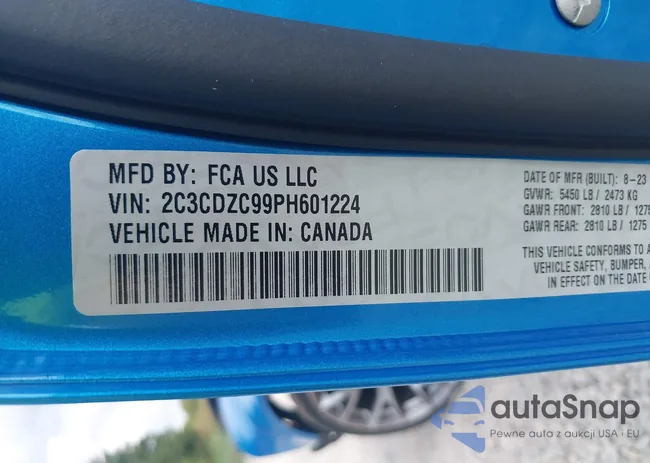 MFD BY: FCA US LLC
VIN: 2C3CDZC99PH601224
VEHICLE MADE IN: CANADA
DATE OF MFR (BUILT): 8-23
GVWR: 5450 LB / 2473 KG
GAWR FRONT: 2810 LB / 1275
GAWR REAR: 2810 LB / 1275
THIS VEHICLE CONFORMS TO A
VEHICLE SAFETY, BUMPER,
IN EFFECT ON THE DATE
autaSnap
Pewne auta z aukcji USA i EU